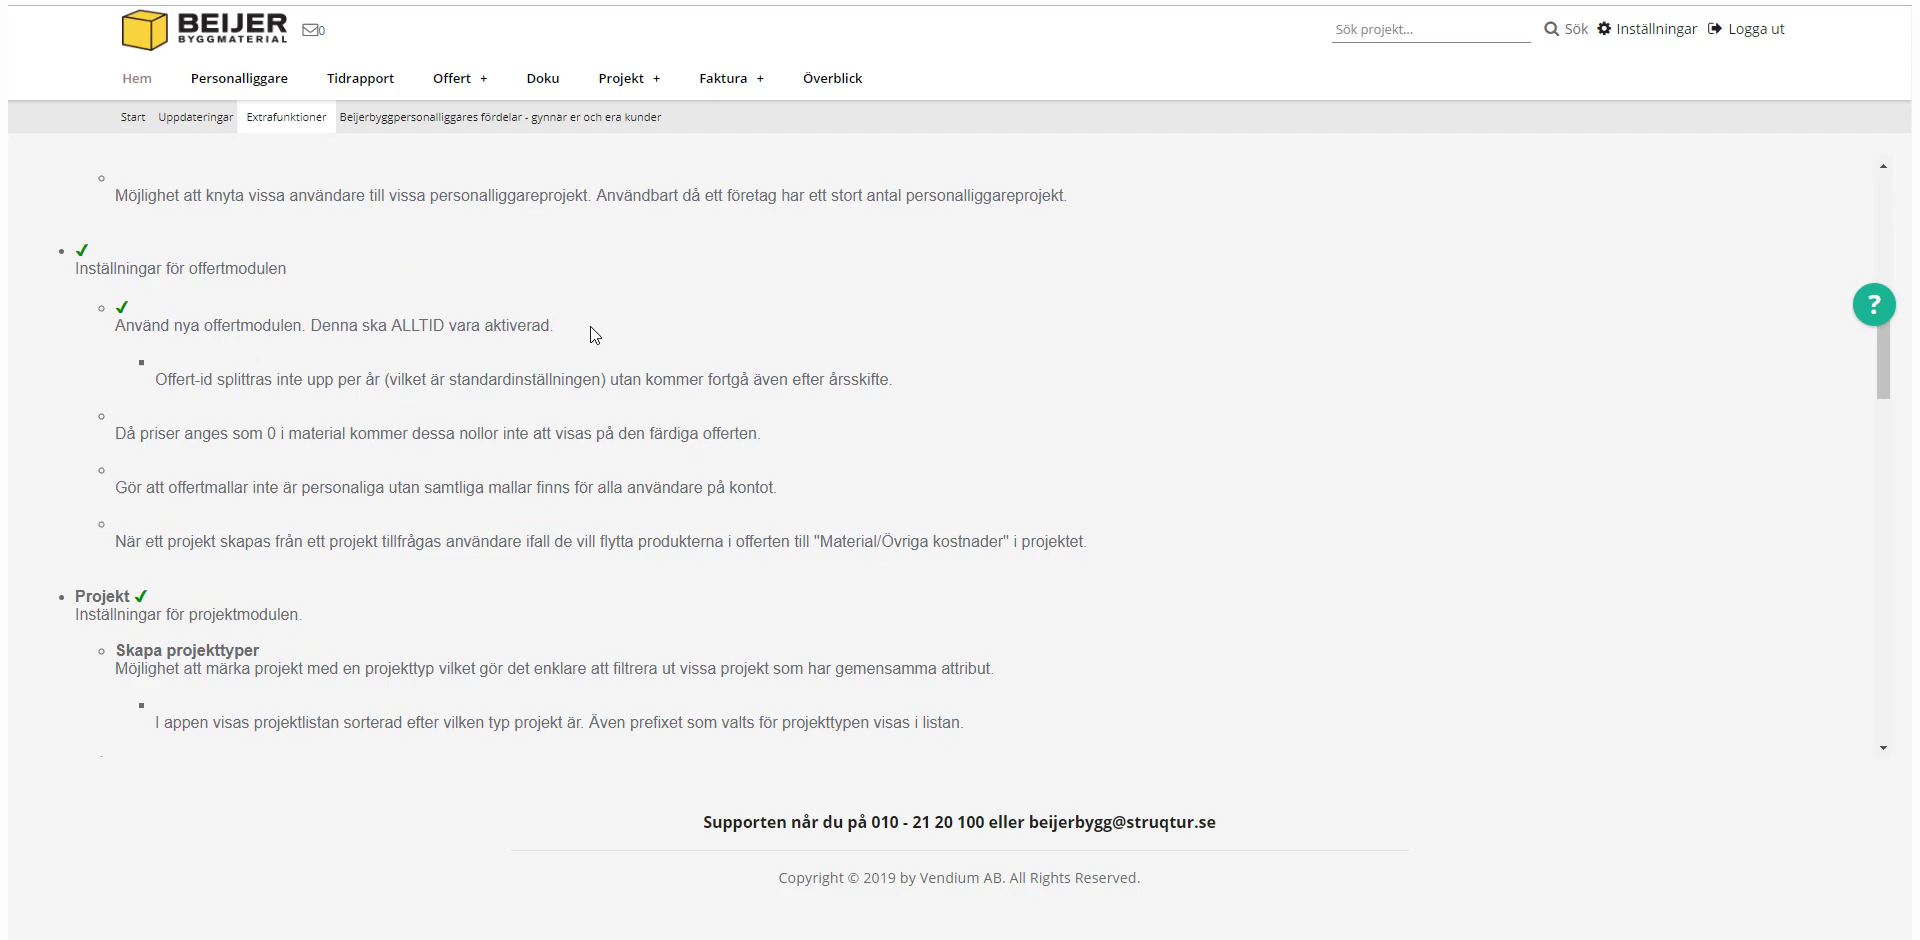 BEIJER
BYGGMATERIAL
0
Sök projekt...
Sök
Inställningar
Logga ut
Hem
Personalliggare
Tidrapport
Offert +
Doku
Projekt +
Faktura +
Överblick
Start
Uppdateringar
Extrafunktioner
Beijerbyggpersonalliggares fördelar - gynnar er och era kunder
Möjlighet att knyta vissa användare till vissa personalliggareprojekt. Användbart då ett företag har ett stort antal personalliggareprojekt.
Inställningar för offertmodulen
Använd nya offertmodulen. Denna ska ALLTID vara aktiverad.
Offert-id splittras inte upp per år (vilket är standardinställningen) utan kommer fortgå även efter årsskifte.
Då priser anges som 0 i material kommer dessa nollor inte att visas på den färdiga offerten.
Gör att offertmallar inte är personaliga utan samtliga mallar finns för alla användare på kontot.
När ett projekt skapas från ett projekt tillfrågas användare ifall de vill flytta produkterna i offerten till "Material/Övriga kostnader" i projektet.
Projekt
Inställningar för projektmodulen.
Skapa projekttyper
Möjlighet att märka projekt med en projekttyp vilket gör det enklare att filtrera ut vissa projekt som har gemensamma attribut.
I appen visas projektlistan sorterad efter vilken typ projekt är. Även prefixet som valts för projekttypen visas i listan.
?
Supporten når du på 010 - 21 20 100 eller beijerbygg@struqtur.se
Copyright © 2019 by Vendium AB. All Rights Reserved.